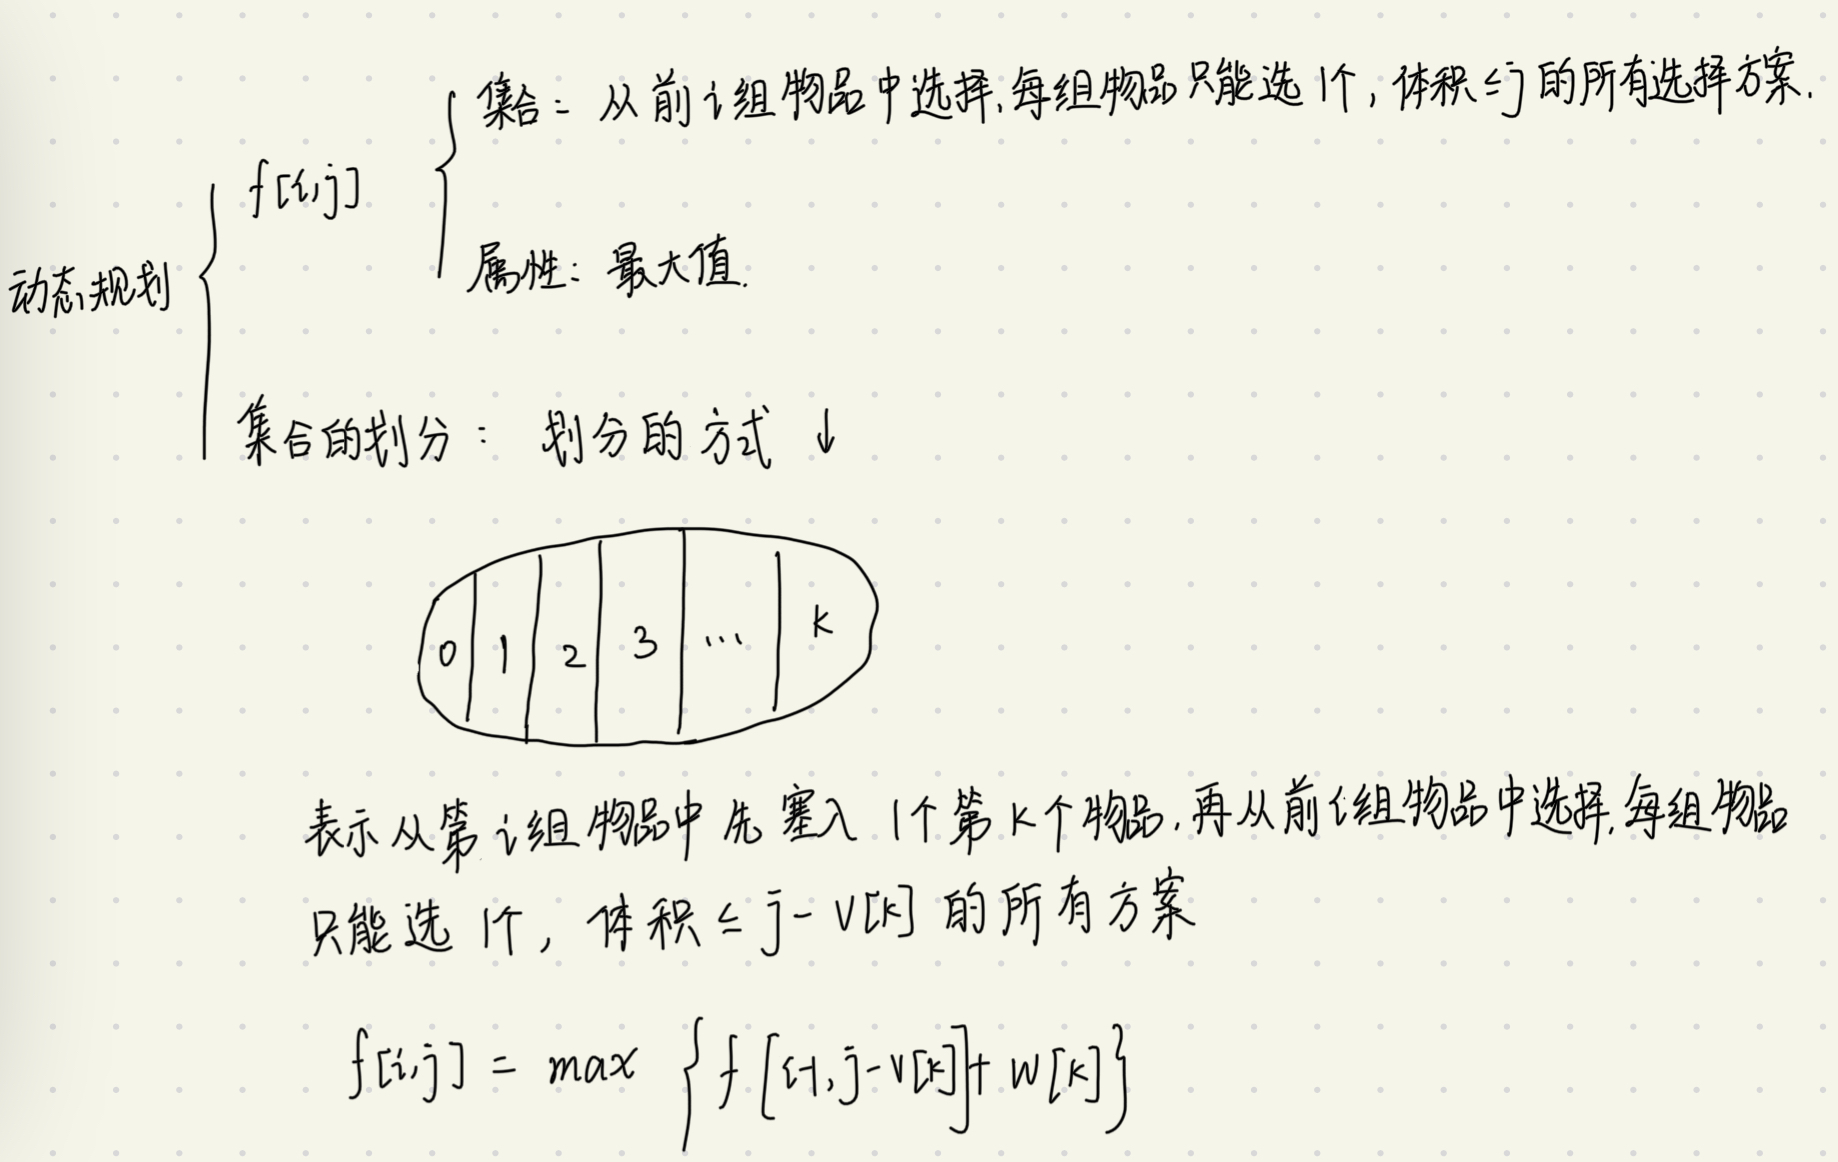 集合: 从前i组物品中选择,每组物品只能选1个,体积≤j的所有选择方案.
f[i,j]
属性: 最大值.
动态规划
集合的划分: 划分的方式 ↓
0 1 2 3 ... k
表示从第i组物品中先塞入1个第k个物品,再从前i组物品中选择,每组物品
只能选1个, 体积≤j-v[k]的所有方案
f[i,j] = max {f[i-1,j-v[k]]+w[k]}